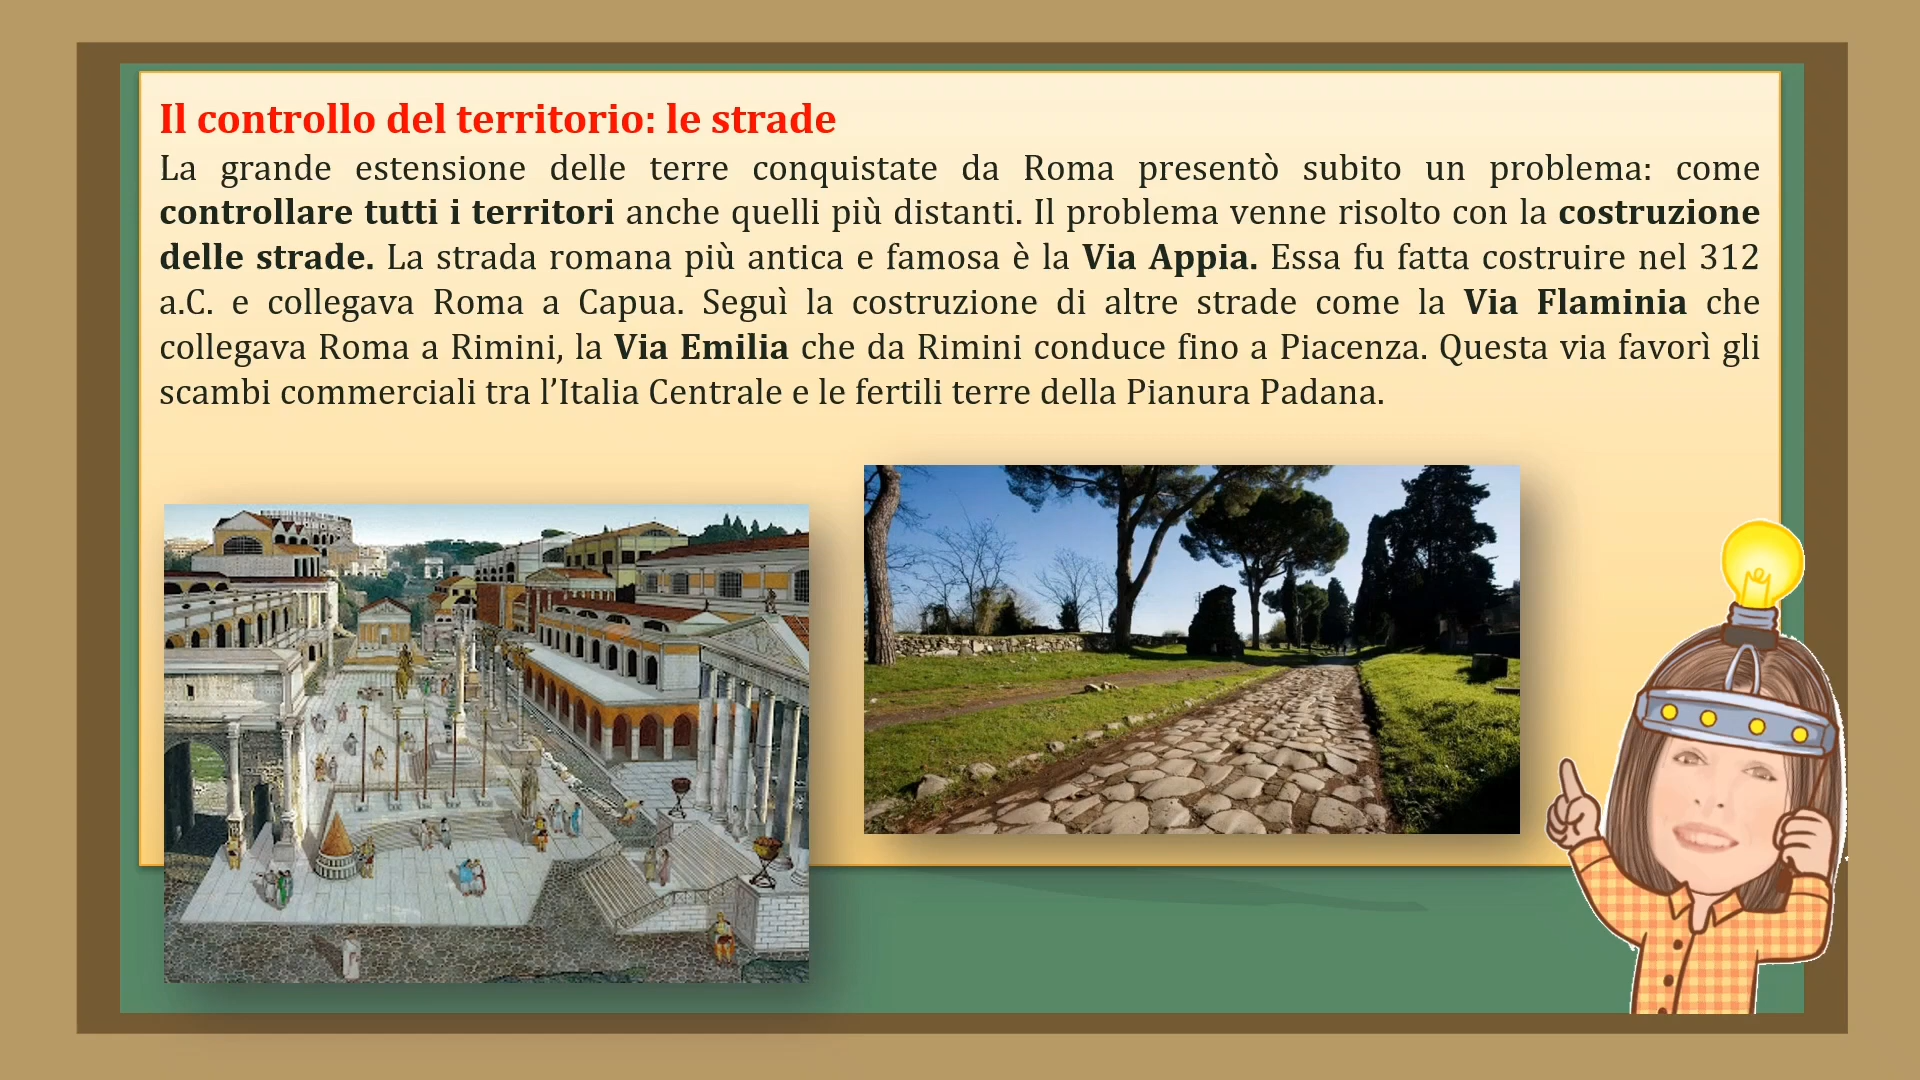 Il controllo del territorio: le strade
La grande estensione delle terre conquistate da Roma presentò subito un problema: come
controllare tutti i territori anche quelli più distanti. Il problema venne risolto con la costruzione
delle strade. La strada romana più antica e famosa è la Via Appia. Essa fu fatta costruire nel 312
a.C. e collegava Roma a Capua. Seguì la costruzione di altre strade come la Via Flaminia che
collegava Roma a Rimini, la Via Emilia che da Rimini conduce fino a Piacenza. Questa via favorì gli
scambi commerciali tra l’Italia Centrale e le fertili terre della Pianura Padana.